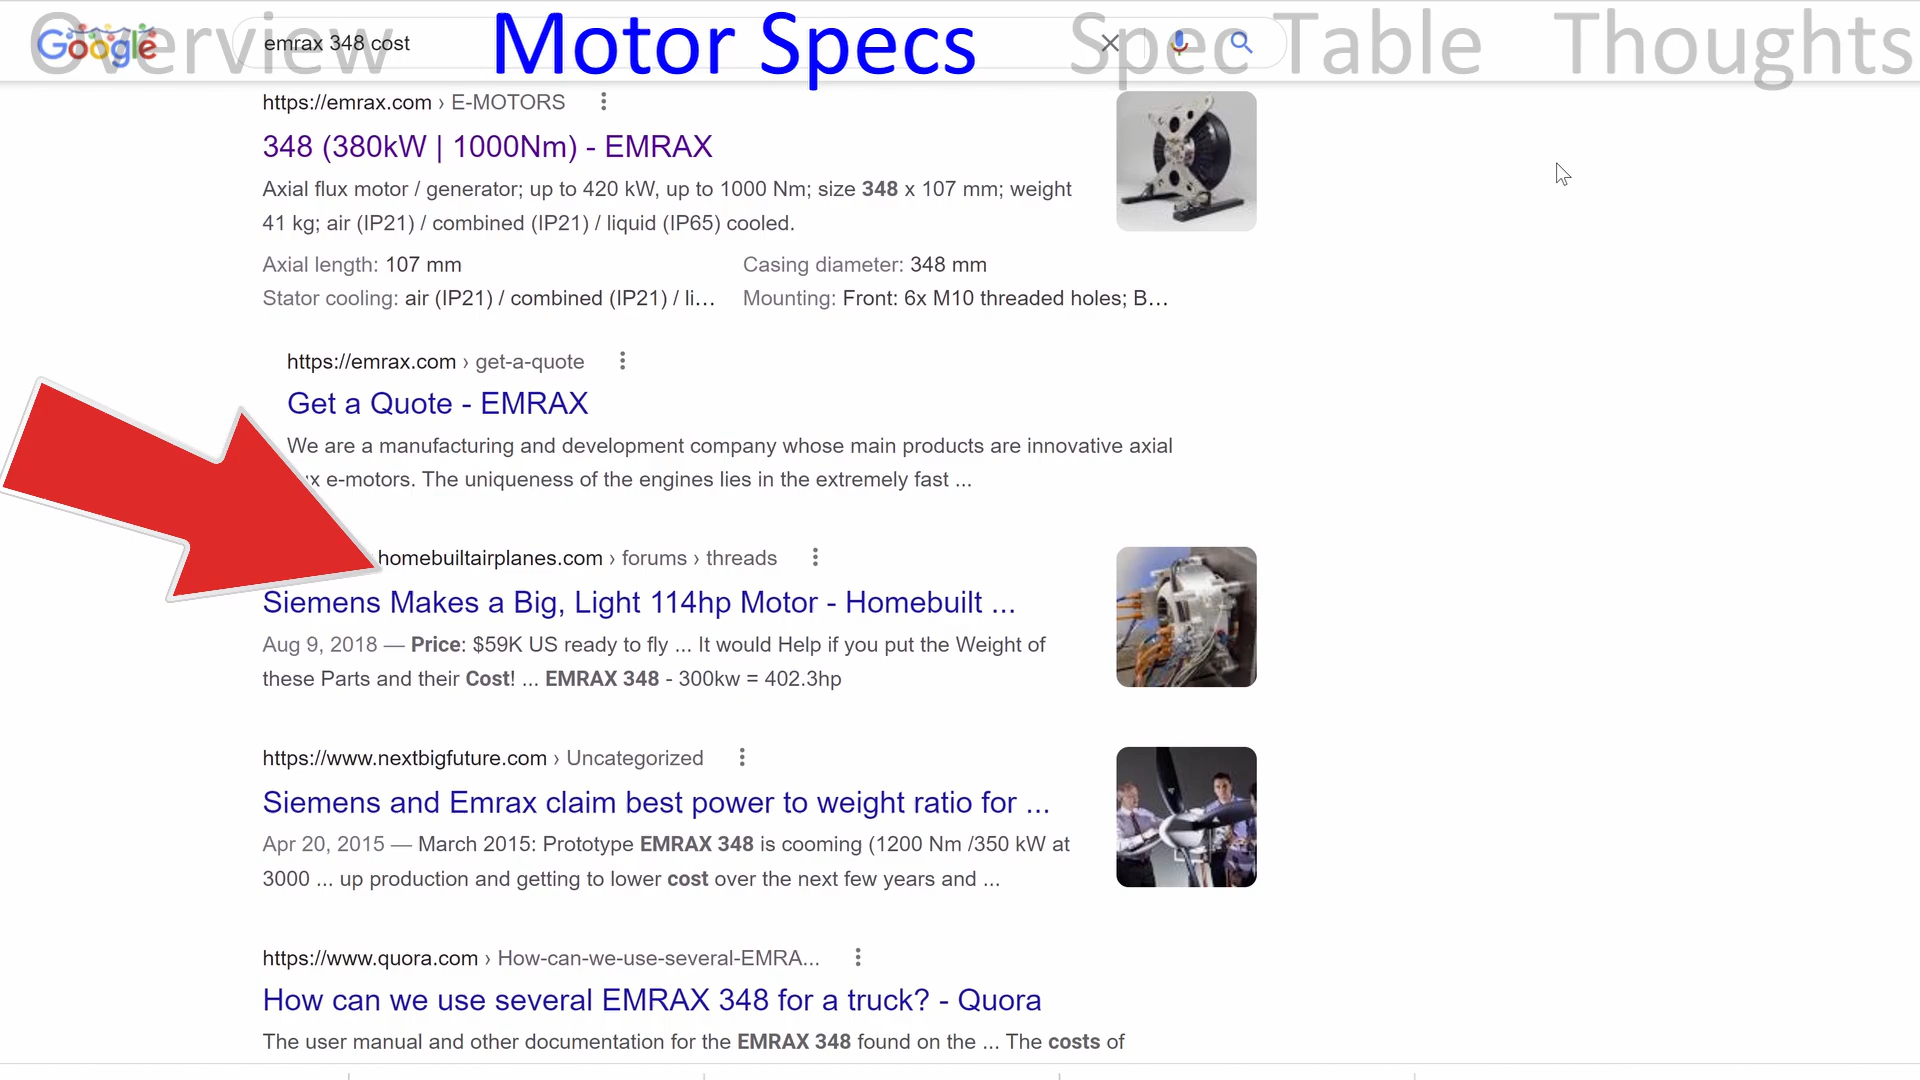 Overview Motor Specs Spec Table Thoughts
Google
emrax 348 cost
https://emrax.com › E-MOTORS
348 (380kW | 1000Nm) - EMRAX
Axial flux motor / generator; up to 420 kW, up to 1000 Nm; size 348 x 107 mm; weight
41 kg; air (IP21) / combined (IP21) / liquid (IP65) cooled.
Axial length: 107 mm
Casing diameter: 348 mm
Stator cooling: air (IP21) / combined (IP21) / li...
Mounting: Front: 6x M10 threaded holes; B...
https://emrax.com › get-a-quote
Get a Quote - EMRAX
We are a manufacturing and development company whose main products are innovative axial
e-motors. The uniqueness of the engines lies in the extremely fast ...
homebuiltairplanes.com › forums › threads
Siemens Makes a Big, Light 114hp Motor - Homebuilt ...
Aug 9, 2018 — Price: $59K US ready to fly ... It would Help if you put the Weight of
these Parts and their Cost! ... EMRAX 348 - 300kw = 402.3hp
https://www.nextbigfuture.com › Uncategorized
Siemens and Emrax claim best power to weight ratio for ...
Apr 20, 2015 — March 2015: Prototype EMRAX 348 is cooming (1200 Nm /350 kW at
3000 ... up production and getting to lower cost over the next few years and ...
https://www.quora.com › How-can-we-use-several-EMRA...
How can we use several EMRAX 348 for a truck? - Quora
The user manual and other documentation for the EMRAX 348 found on the ... The costs of